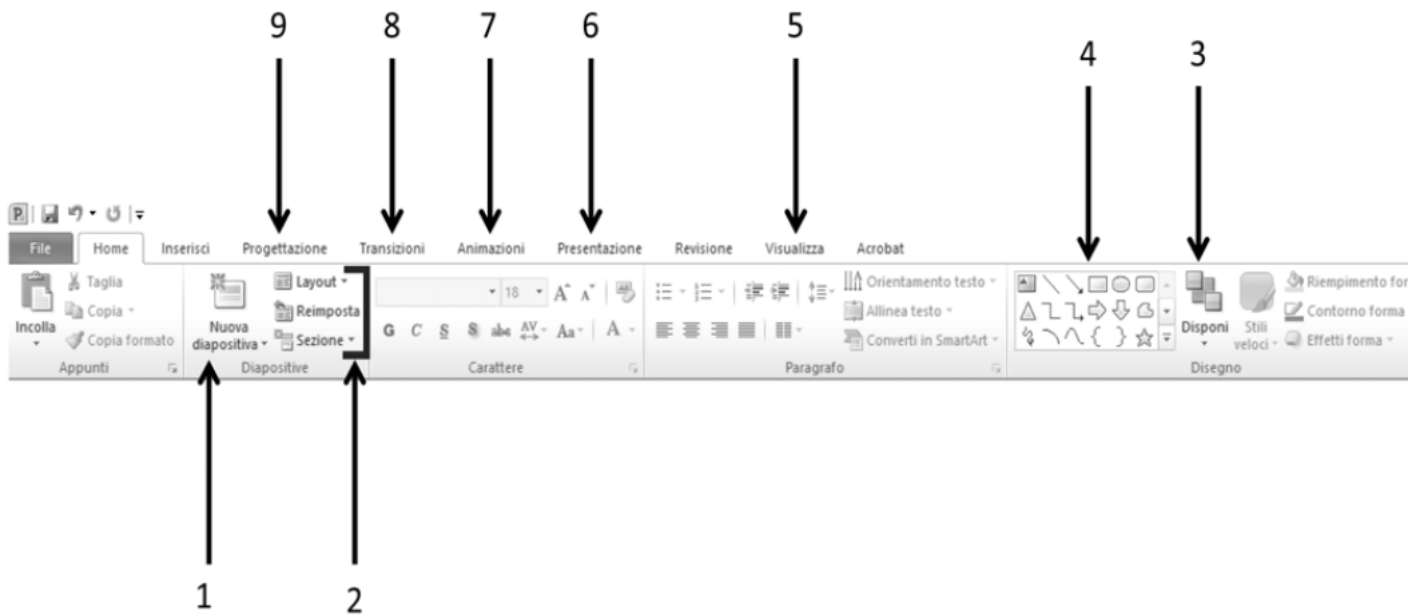 9 8 7 6 5 4 3
File Home Inserisci Progettazione Transizioni Animazioni Presentazione Revisione Visualizza Acrobat
Incolla
Taglia
Copia
Copia formato
Appunti
Nuova
diapositiva
Layout
Reimposta
Sezione
Diapositive
18 A A
G C S S abc AV Aa A
Carattere
Orientamento testo
Allinea testo
Converti in SmartArt
Paragrafo
Disponi
Stili
veloci
Riempimento for
Contorno forma
Effetti forma
Disegno
1 2